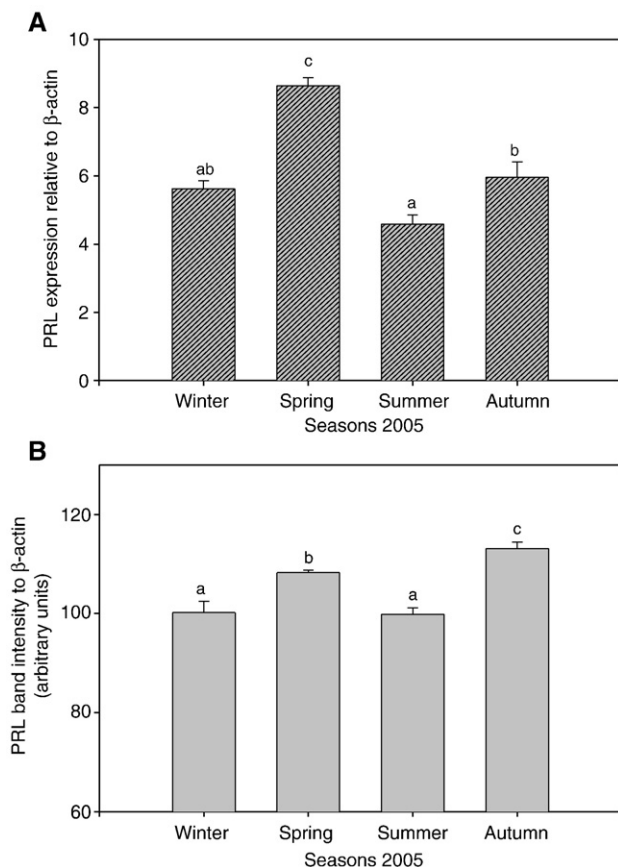 A
PRL expression relative to β-actin
10
8
6
4
2
0
ab
c
a
b
Winter Spring Summer Autumn
Seasons 2005
B
PRL band intensity to β-actin
(arbitrary units)
120
100
80
60
a
b
a
c
Winter Spring Summer Autumn
Seasons 2005